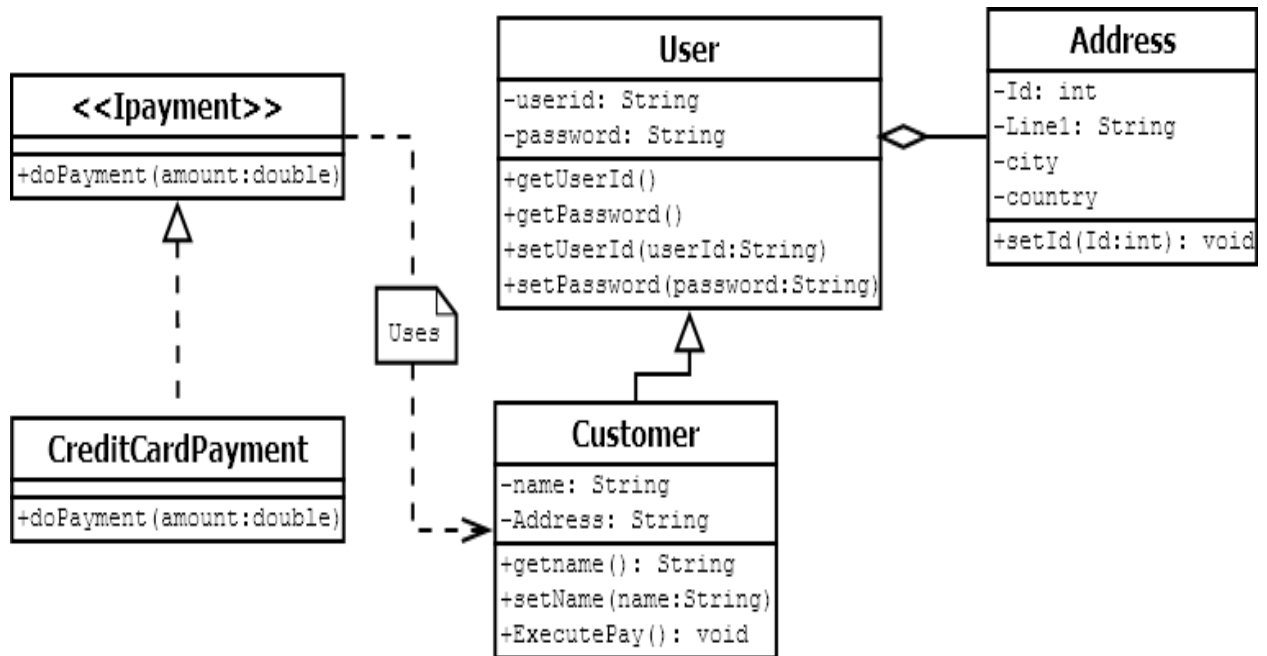 <<Ipayment>>
+doPayment(amount:double)
CreditCardPayment
+doPayment(amount:double)
Uses
User
-userid: String
-password: String
+getUserId()
+getPassword()
+setUserId(userId:String)
+setPassword(password:String)
Address
-Id: int
-Line1: String
-city
-country
+setId(Id:int): void
Customer
-name: String
-Address: String
+getname(): String
+setName(name:String)
+ExecutePay(): void